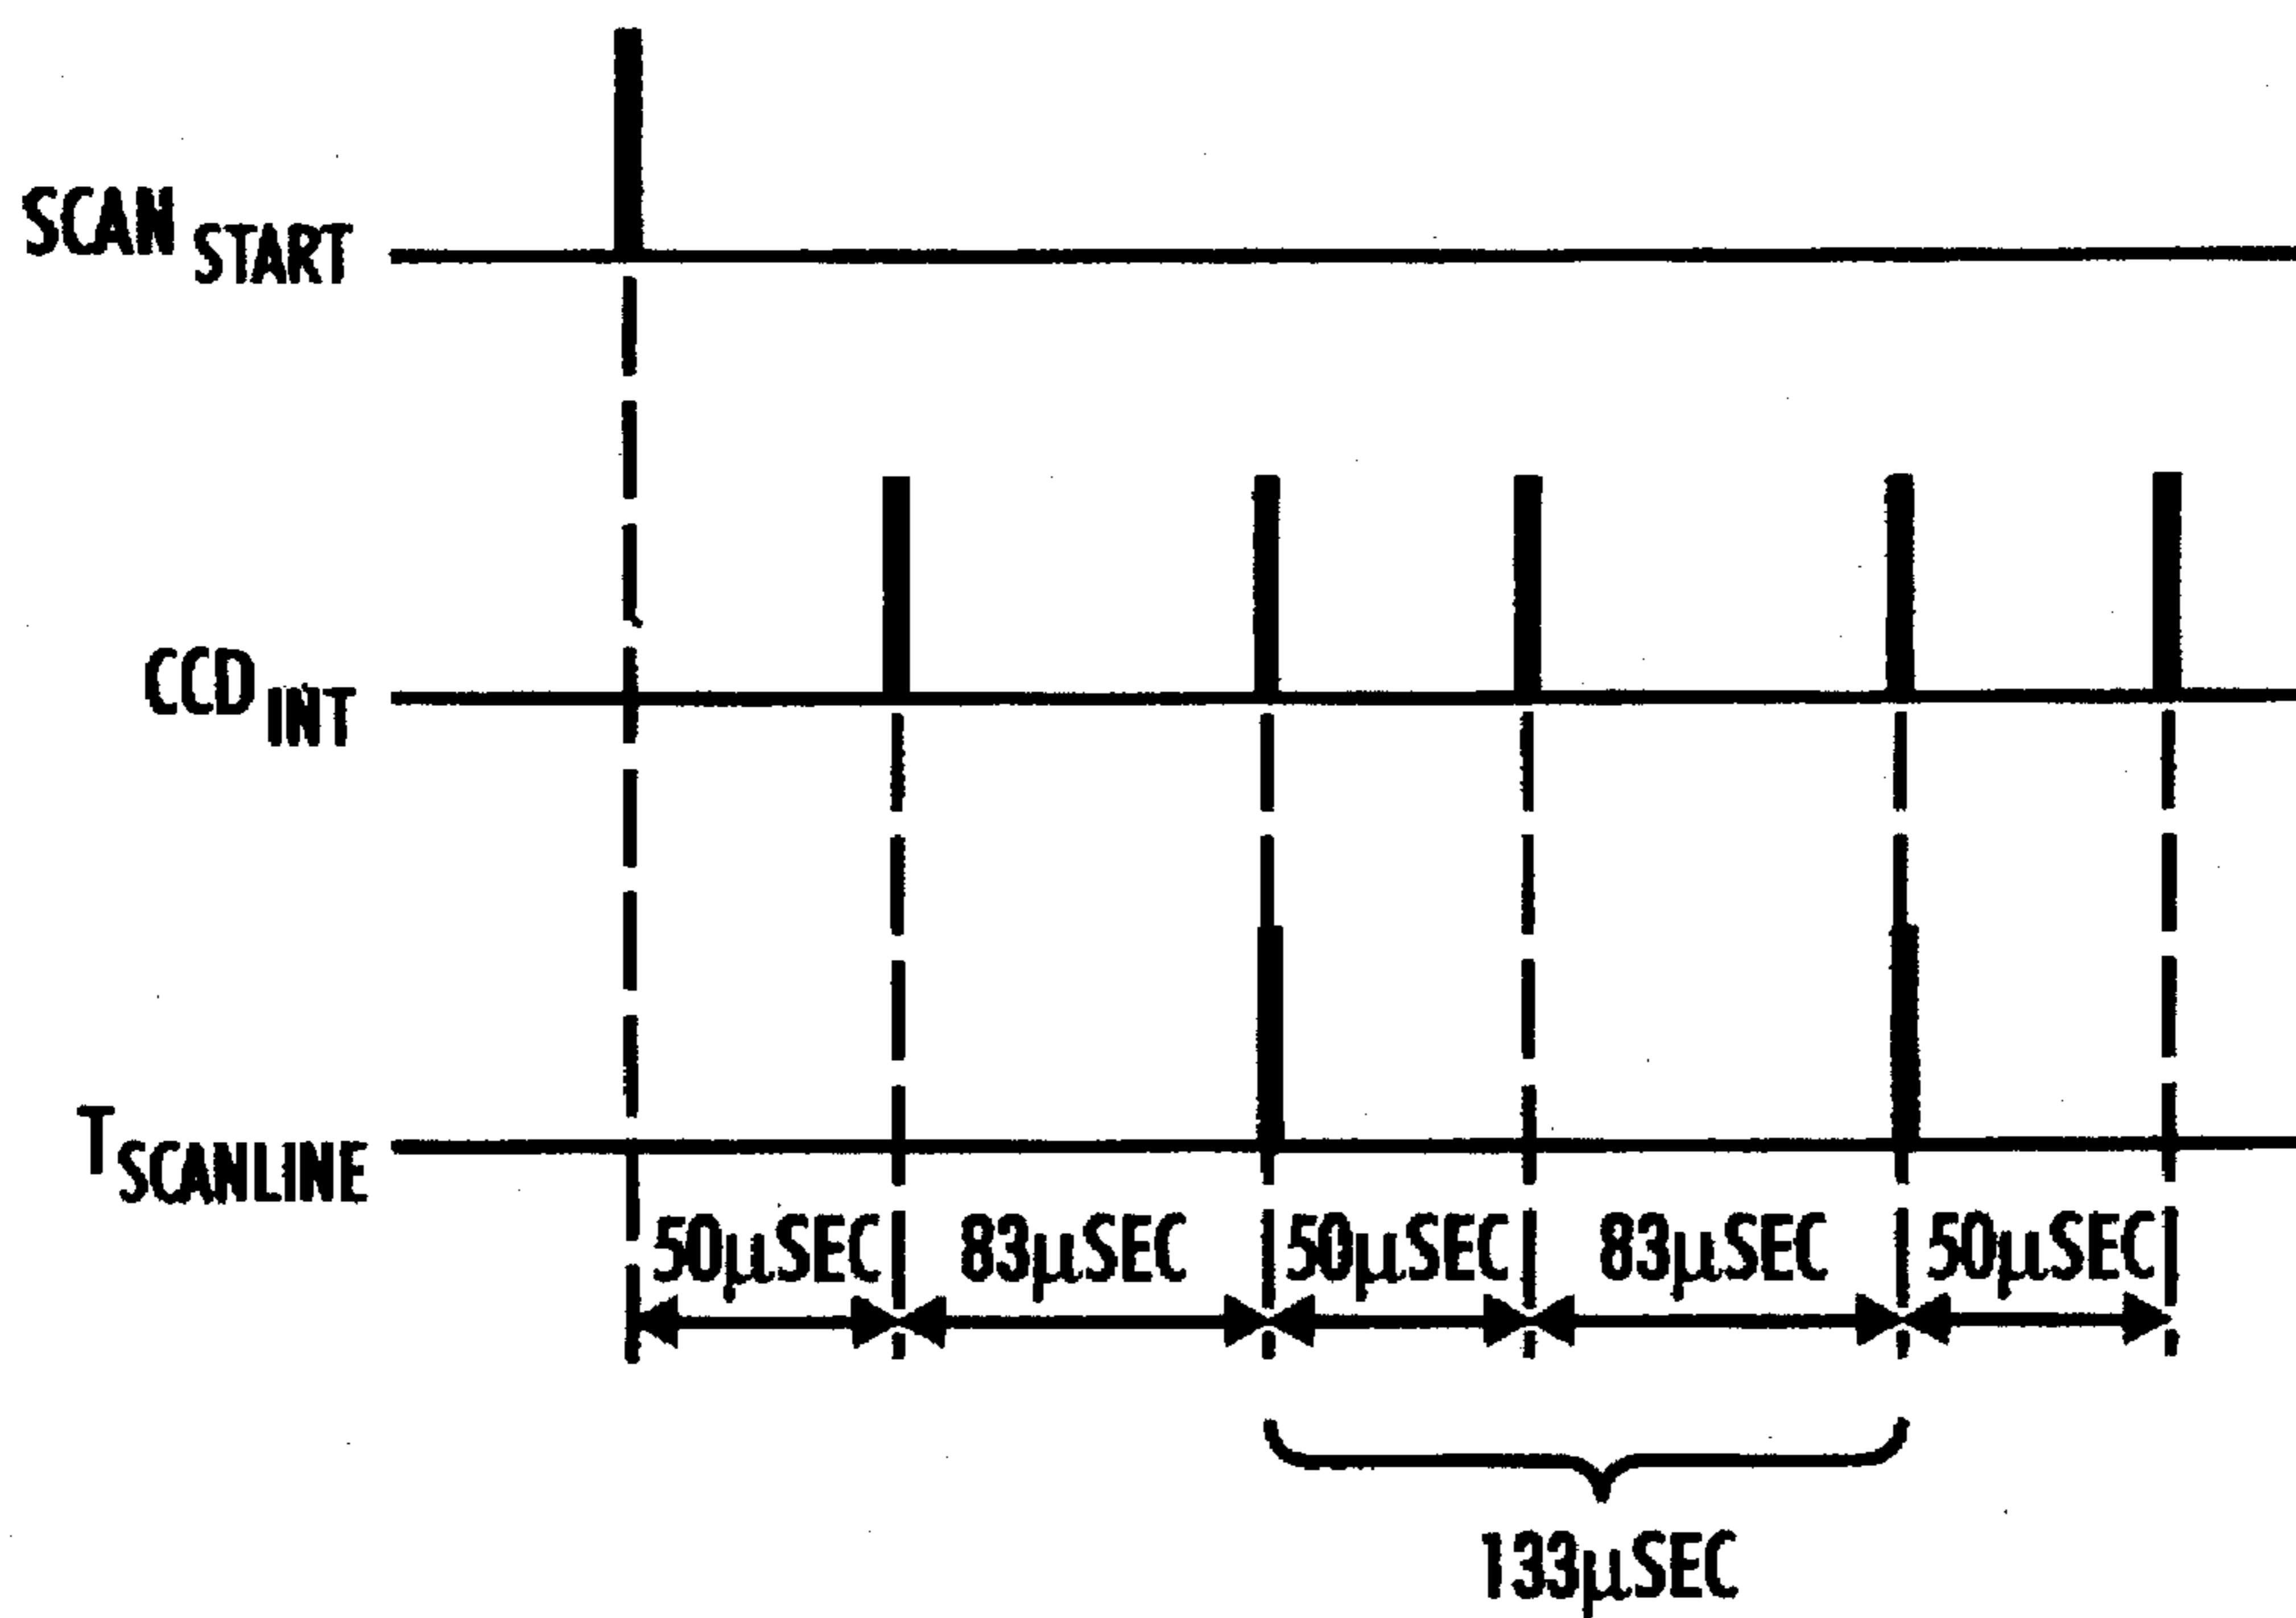 SCAN START
CCD INT
T SCANLINE
50µSEC 83µSEC 50µSEC 83µSEC 50µSEC
133µSEC